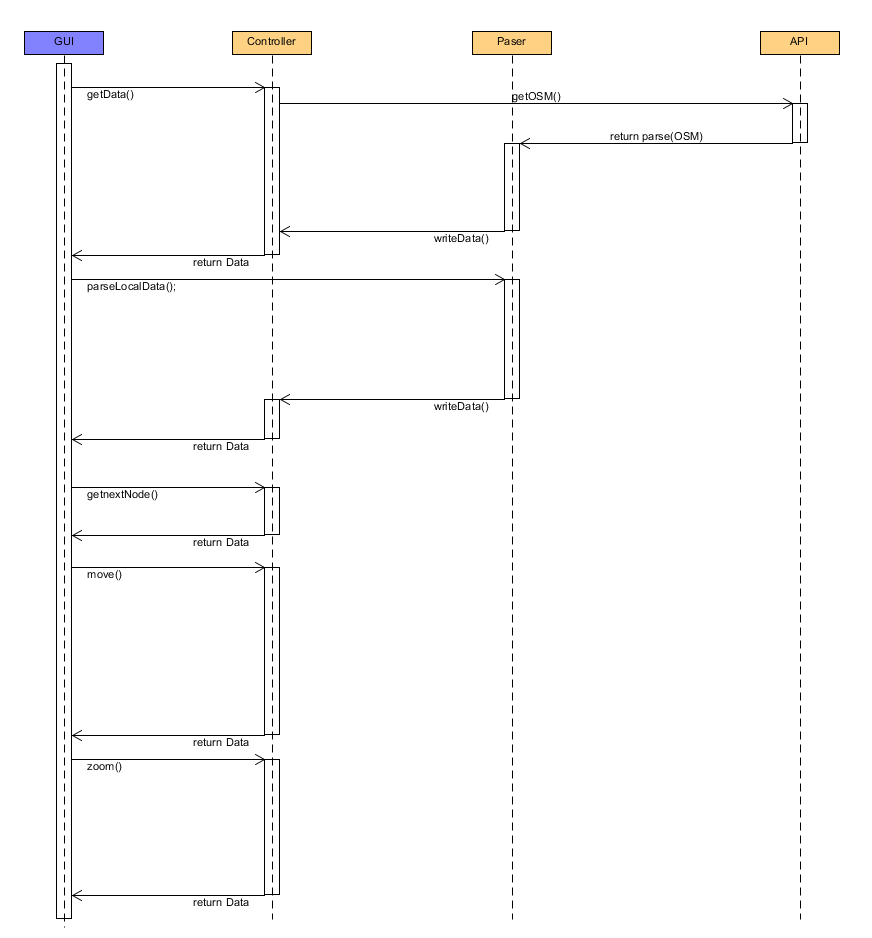 GUI
Controller
Paser
API
getData()
getOSM()
return parse(OSM)
writeData()
return Data
parseLocalData();
writeData()
return Data
getnextNode()
return Data
move()
return Data
zoom()
return Data